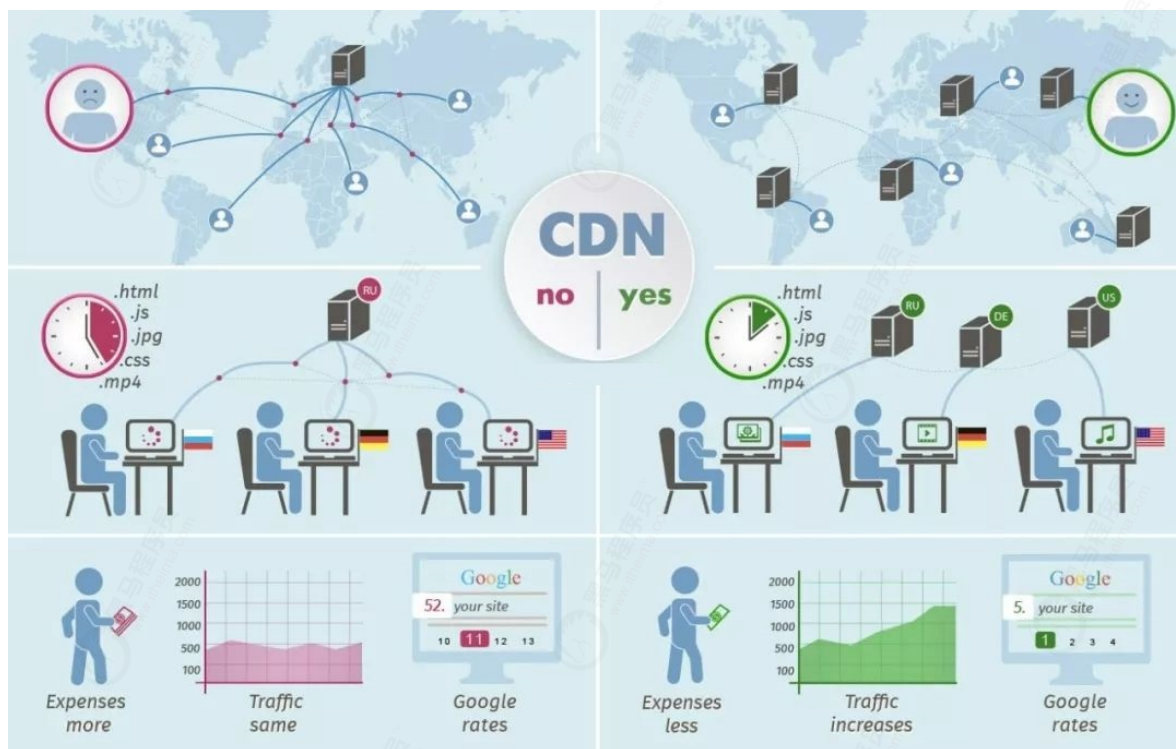 CDN
no
yes
.html
.js
.jpg
.css
.mp4
RU
.html
.js
.jpg
.css
.mp4
RU
DE
US
2000
1500
1000
500
100
Google
52. your site
10 11 12 13
Expenses
more
Traffic
same
Google
rates
2000
1500
1000
500
100
Google
5. your site
1 2 3 4
Expenses
less
Traffic
increases
Google
rates